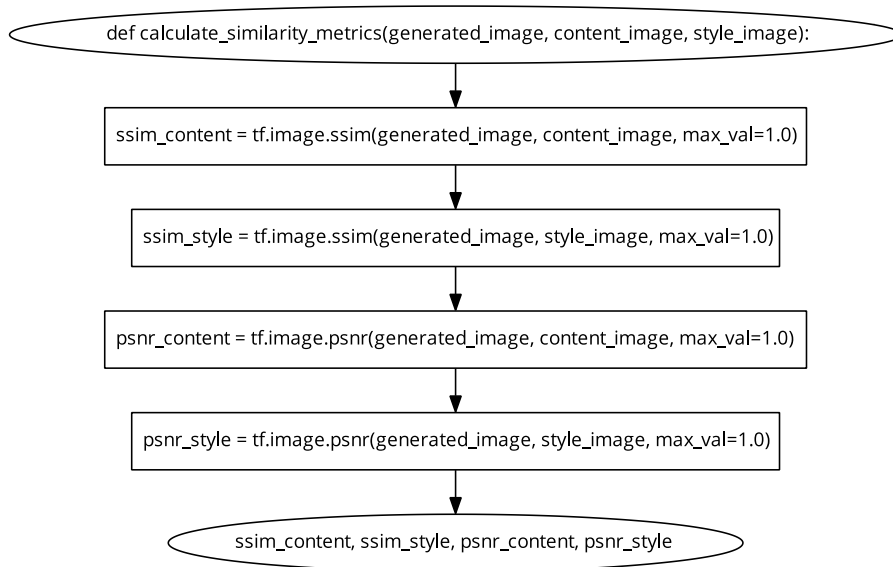 def calculate_similarity_metrics(generated_image, content_image, style_image):
ssim_content = tf.image.ssim(generated_image, content_image, max_val=1.0)
ssim_style = tf.image.ssim(generated_image, style_image, max_val=1.0)
psnr_content = tf.image.psnr(generated_image, content_image, max_val=1.0)
psnr_style = tf.image.psnr(generated_image, style_image, max_val=1.0)
ssim_content, ssim_style, psnr_content, psnr_style